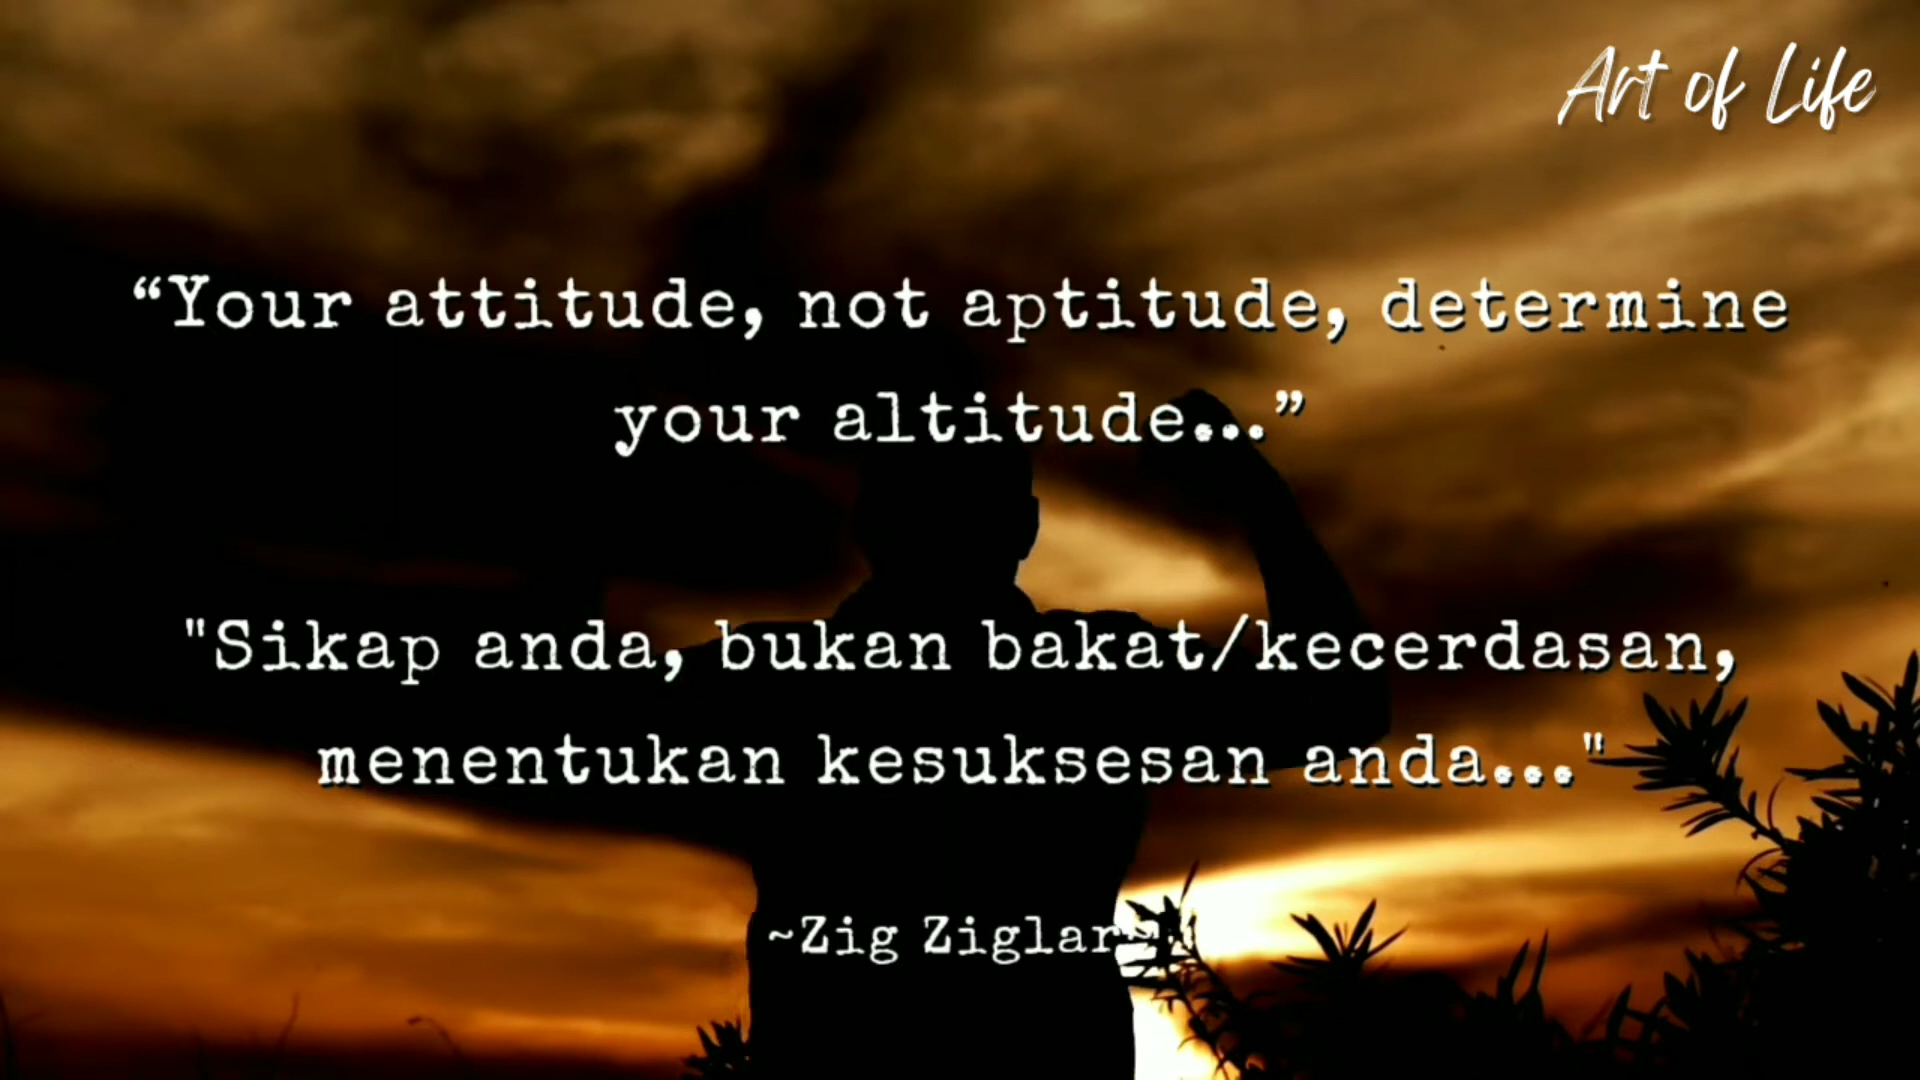 Art of Life
“Your attitude, not aptitude, determine
your altitude...”
"Sikap anda, bukan bakat/kecerdasan,
menentukan kesuksesan anda..."
~Zig Ziglar~